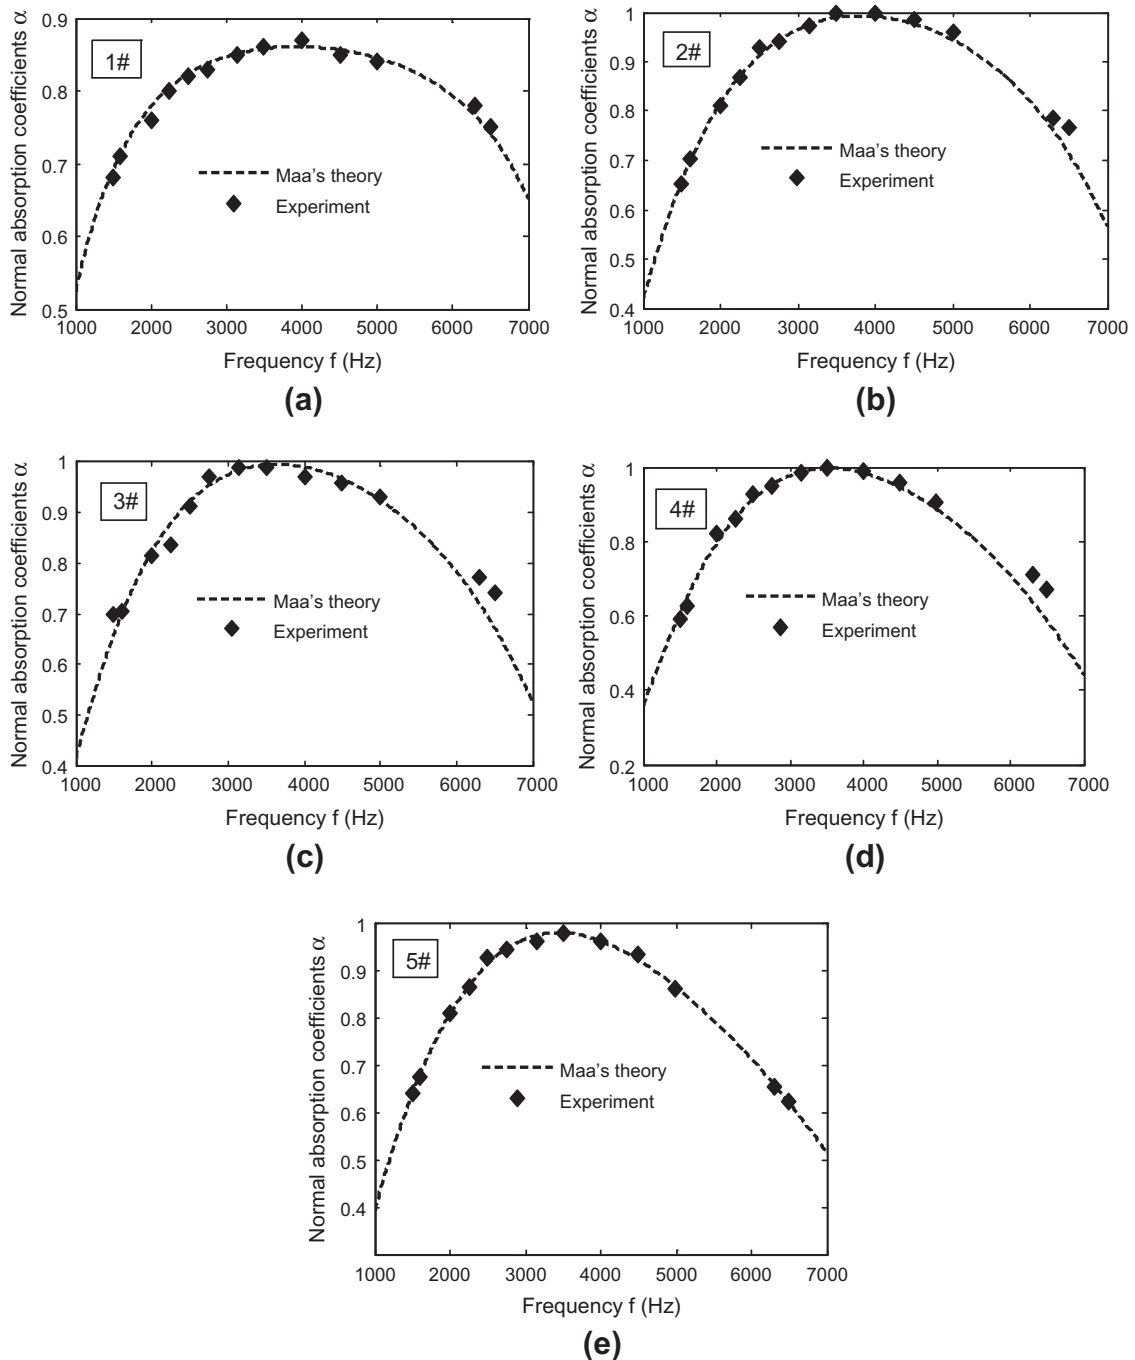 Normal absorption coefficients α
0.9
0.8
0.7
0.6
0.5
1#
Maa's theory
Experiment
1000 2000 3000 4000 5000 6000 7000
Frequency f (Hz)
(a)
Normal absorption coefficients α
1
0.9
0.8
0.7
0.6
0.5
0.4
2#
Maa's theory
Experiment
1000 2000 3000 4000 5000 6000 7000
Frequency f (Hz)
(b)
Normal absorption coefficients α
1
0.9
0.8
0.7
0.6
0.5
0.4
3#
Maa's theory
Experiment
1000 2000 3000 4000 5000 6000 7000
Frequency f (Hz)
(c)
Normal absorption coefficients α
1
0.8
0.6
0.4
0.2
4#
Maa's theory
Experiment
1000 2000 3000 4000 5000 6000 7000
Frequency f (Hz)
(d)
Normal absorption coefficients α
1
0.9
0.8
0.7
0.6
0.5
0.4
5#
Maa's theory
Experiment
1000 2000 3000 4000 5000 6000 7000
Frequency f (Hz)
(e)